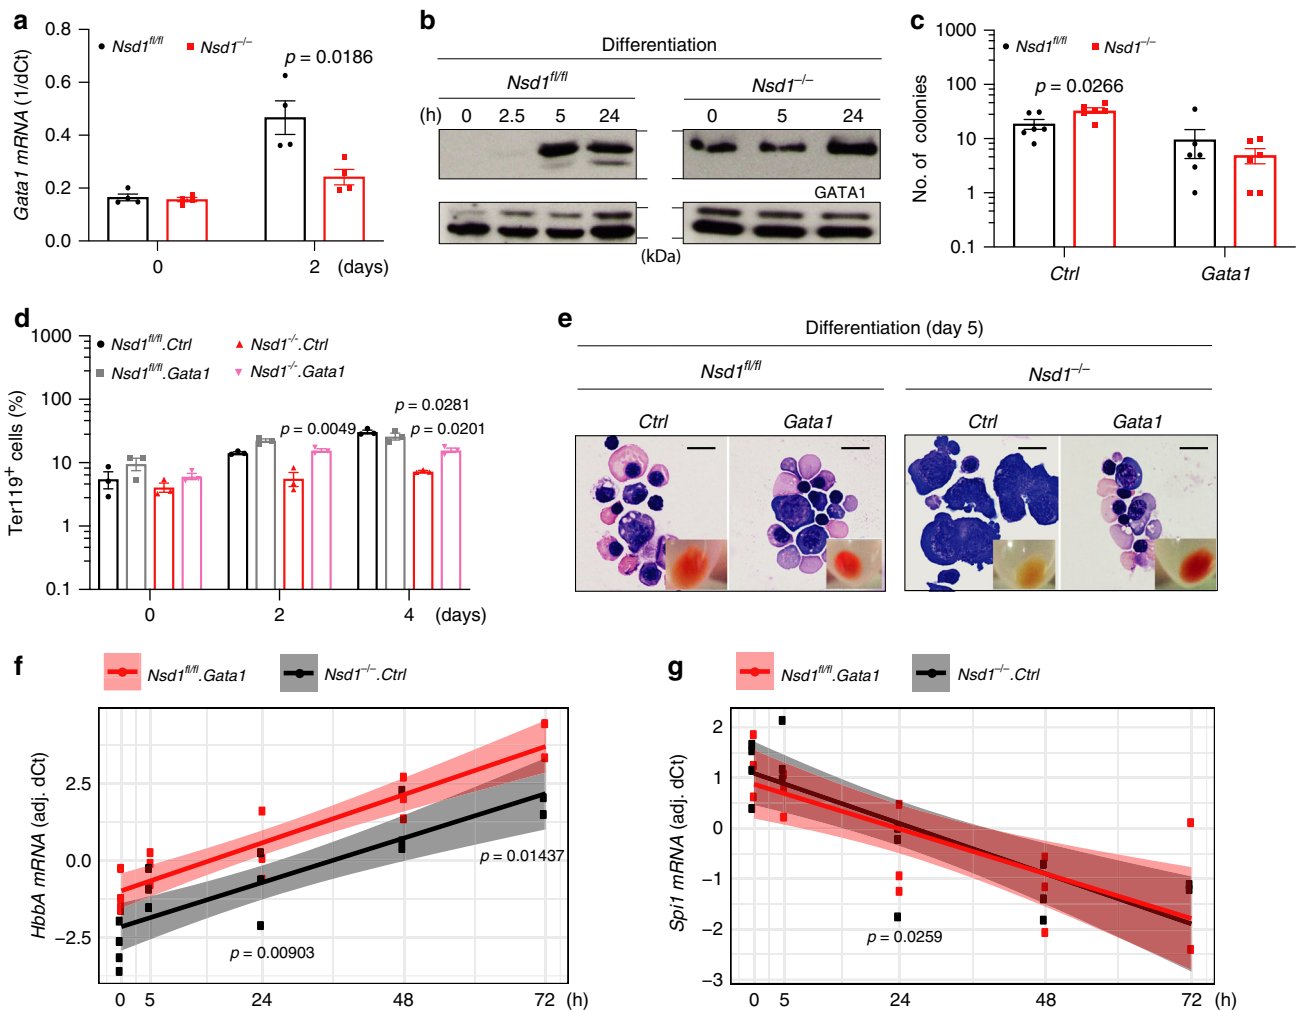 a
0.8
0.6
0.4
0.2
0.0
Gata1 mRNA (1/dCt)
Nsd1fl/fl
Nsd1–/–
p = 0.0186
0
2
(days)
b
Differentiation
Nsd1fl/fl
Nsd1–/–
(h)
0
2.5
5
24
0
5
24
GATA1
(kDa)
c
1000
100
10
1
0.1
No. of colonies
Nsd1fl/fl
Nsd1–/–
p = 0.0266
Ctrl
Gata1
d
1000
100
10
1
0.1
Ter119+ cells (%)
Nsd1fl/fl.Ctrl
Nsd1-/-.Ctrl
Nsd1fl/fl.Gata1
Nsd1-/-.Gata1
p = 0.0281
p = 0.0049
p = 0.0201
0
2
4
(days)
e
Differentiation (day 5)
Nsd1fl/fl
Nsd1–/–
Ctrl
Gata1
Ctrl
Gata1
f
Nsd1fl/fl.Gata1
Nsd1–/–.Ctrl
HbbA mRNA (adj. dCt)
2.5
0.0
−2.5
p = 0.01437
p = 0.00903
0
5
24
48
72
(h)
g
Nsd1fl/fl.Gata1
Nsd1–/–.Ctrl
Spi1 mRNA (adj. dCt)
2
1
0
−1
−2
−3
p = 0.0259
0
5
24
48
72
(h)